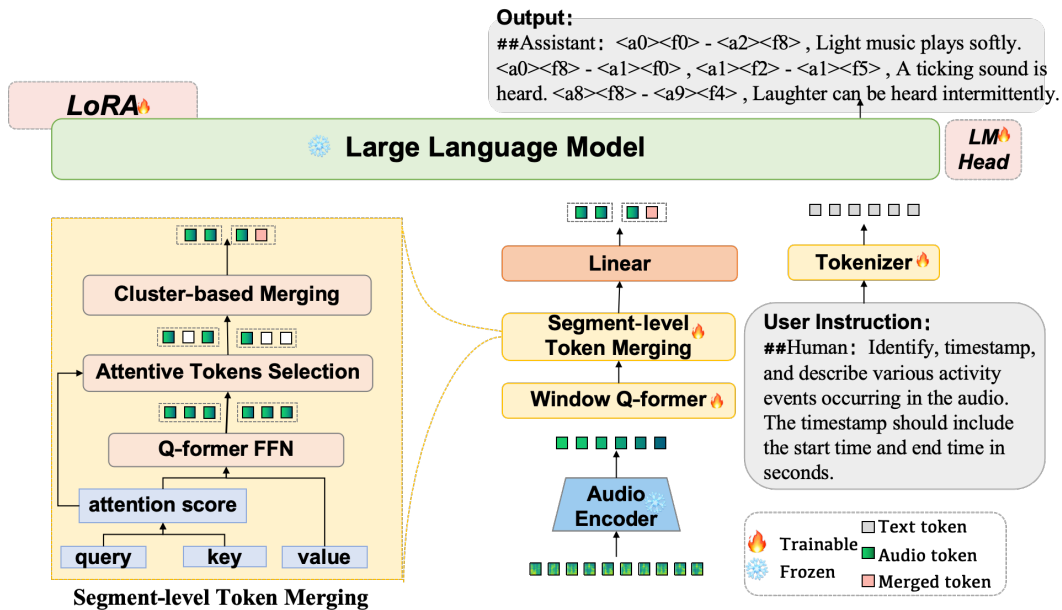 Output:
##Assistant: <a0><f0> - <a2><f8> , Light music plays softly.
<a0><f8> - <a1><f0> , <a1><f2> - <a1><f5> , A ticking sound is
heard. <a8><f8> - <a9><f4> , Laughter can be heard intermittently.
LoRA
Large Language Model
LM
Head
Cluster-based Merging
Attentive Tokens Selection
Q-former FFN
attention score
query
key
value
Segment-level Token Merging
Linear
Segment-level
Token Merging
Window Q-former
Audio
Encoder
Tokenizer
User Instruction:
##Human: Identify, timestamp,
and describe various activity
events occurring in the audio.
The timestamp should include
the start time and end time in
seconds.
Trainable
Frozen
Text token
Audio token
Merged token